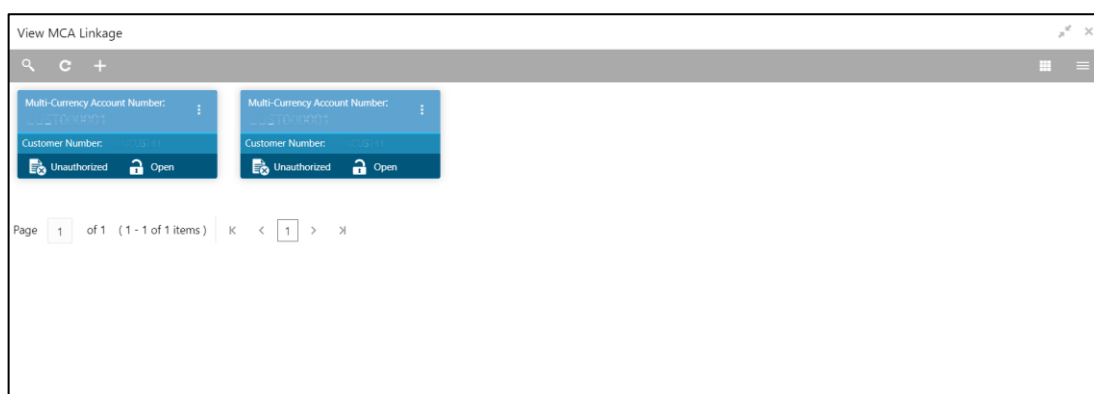 View MCA Linkage
Multi-Currency Account Number:
Customer Number:
Unauthorized Open
Multi-Currency Account Number:
Customer Number:
Unauthorized Open
Page 1 of 1 (1 - 1 of 1 items) 1